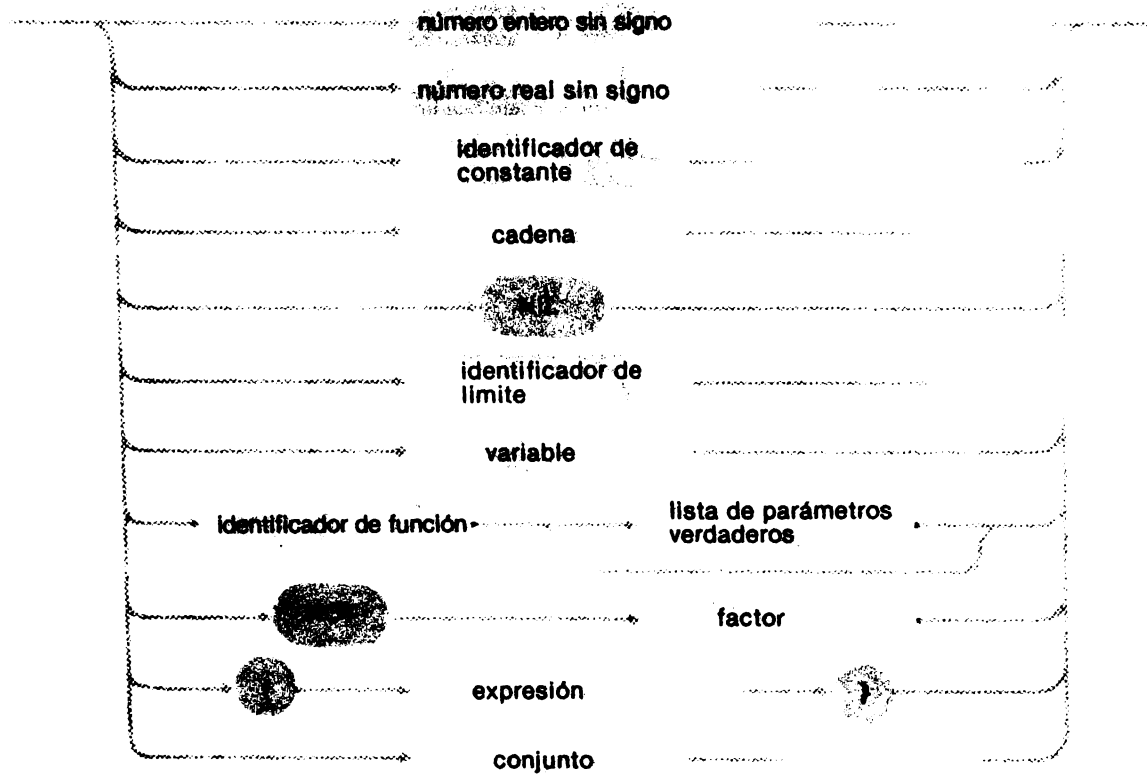 número entero sin signo
número real sin signo
identificador de
constante
cadena
NIL
identificador de
límite
variable
identificador de función
lista de parámetros
verdaderos
factor
expresión
)
conjunto